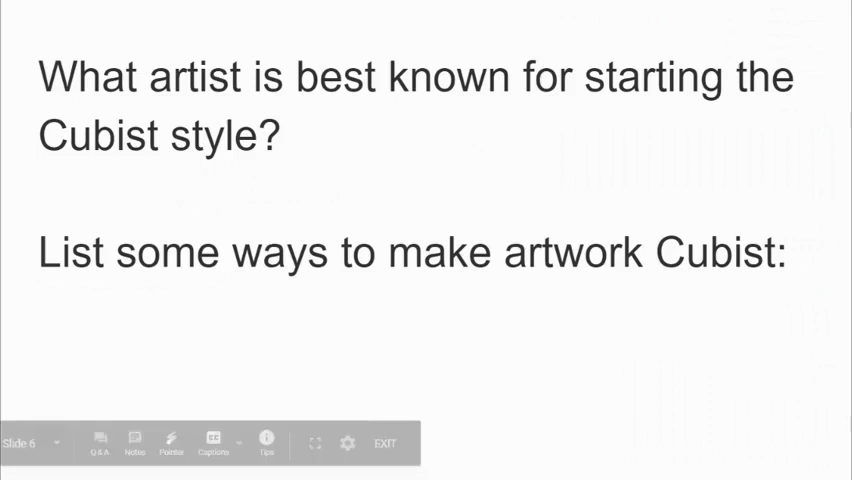 What artist is best known for starting the
Cubist style?
List some ways to make artwork Cubist:
Slide 6
Q&A Notes Pointer Captions Tips EXIT